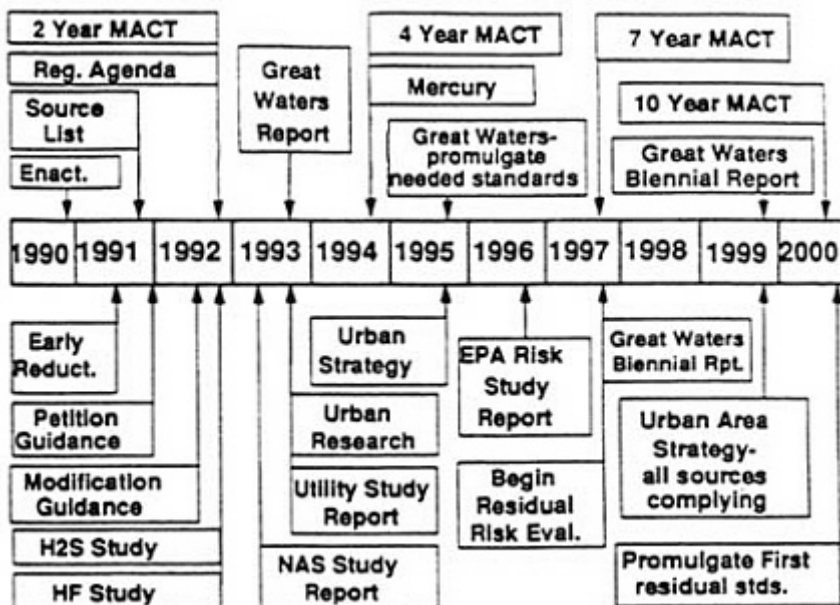 2 Year MACT
Reg. Agenda
Source
List
Enact.
Great
Waters
Report
4 Year MACT
Mercury
Great Waters-
promulgate
needed standards
7 Year MACT
10 Year MACT
Great Waters
Biennial Report
1990 1991 1992 1993 1994 1995 1996 1997 1998 1999 2000
Early
Reduct.
Petition
Guidance
Modification
Guidance
H2S Study
HF Study
Urban
Strategy
Urban
Research
Utility Study
Report
NAS Study
Report
EPA Risk
Study
Report
Begin
Residual
Risk Eval.
Great Waters
Biennial Rpt.
Urban Area
Strategy-
all sources
complying
Promulgate First
residual stds.